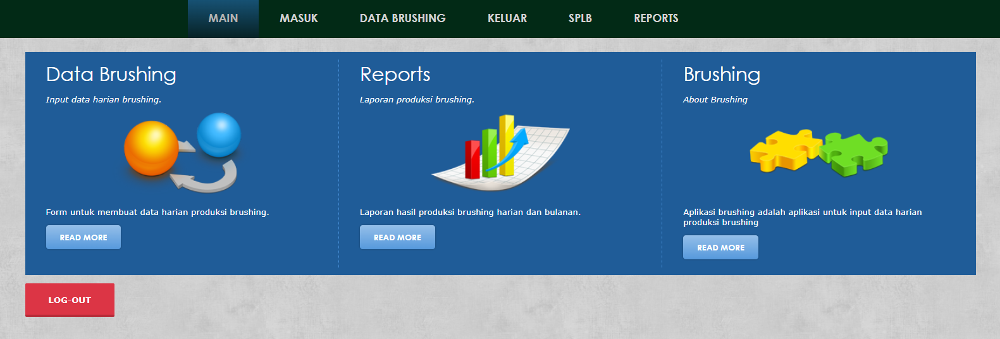 MAIN MASUK DATA BRUSHING KELUAR SPLB REPORTS
Data Brushing
Input data harian brushing.
Form untuk membuat data harian produksi brushing.
READ MORE
Reports
Laporan produksi brushing.
Laporan hasil produksi brushing harian dan bulanan.
READ MORE
Brushing
About Brushing
Aplikasi brushing adalah aplikasi untuk input data harian
produksi brushing
READ MORE
LOG-OUT